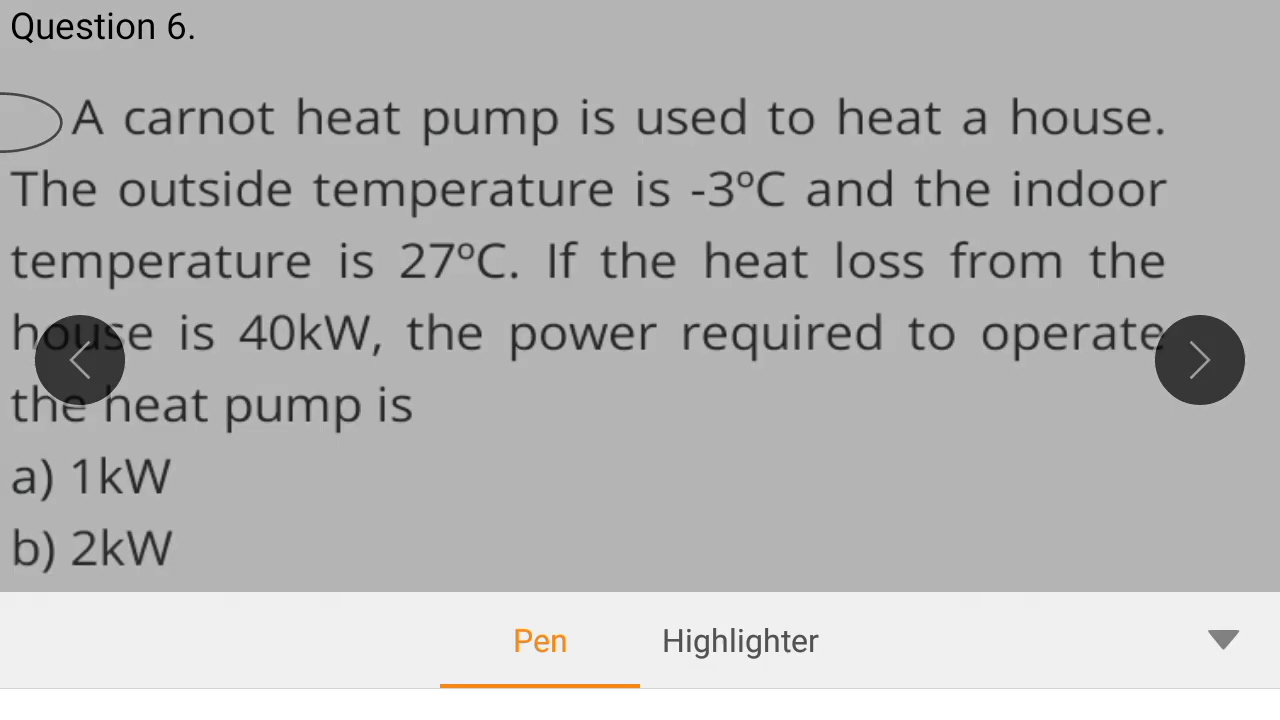 Question 6.
A carnot heat pump is used to heat a house.
The outside temperature is -3ºC and the indoor
temperature is 27ºC. If the heat loss from the
house is 40kW, the power required to operate
the heat pump is
a) 1kW
b) 2kW
Pen Highlighter